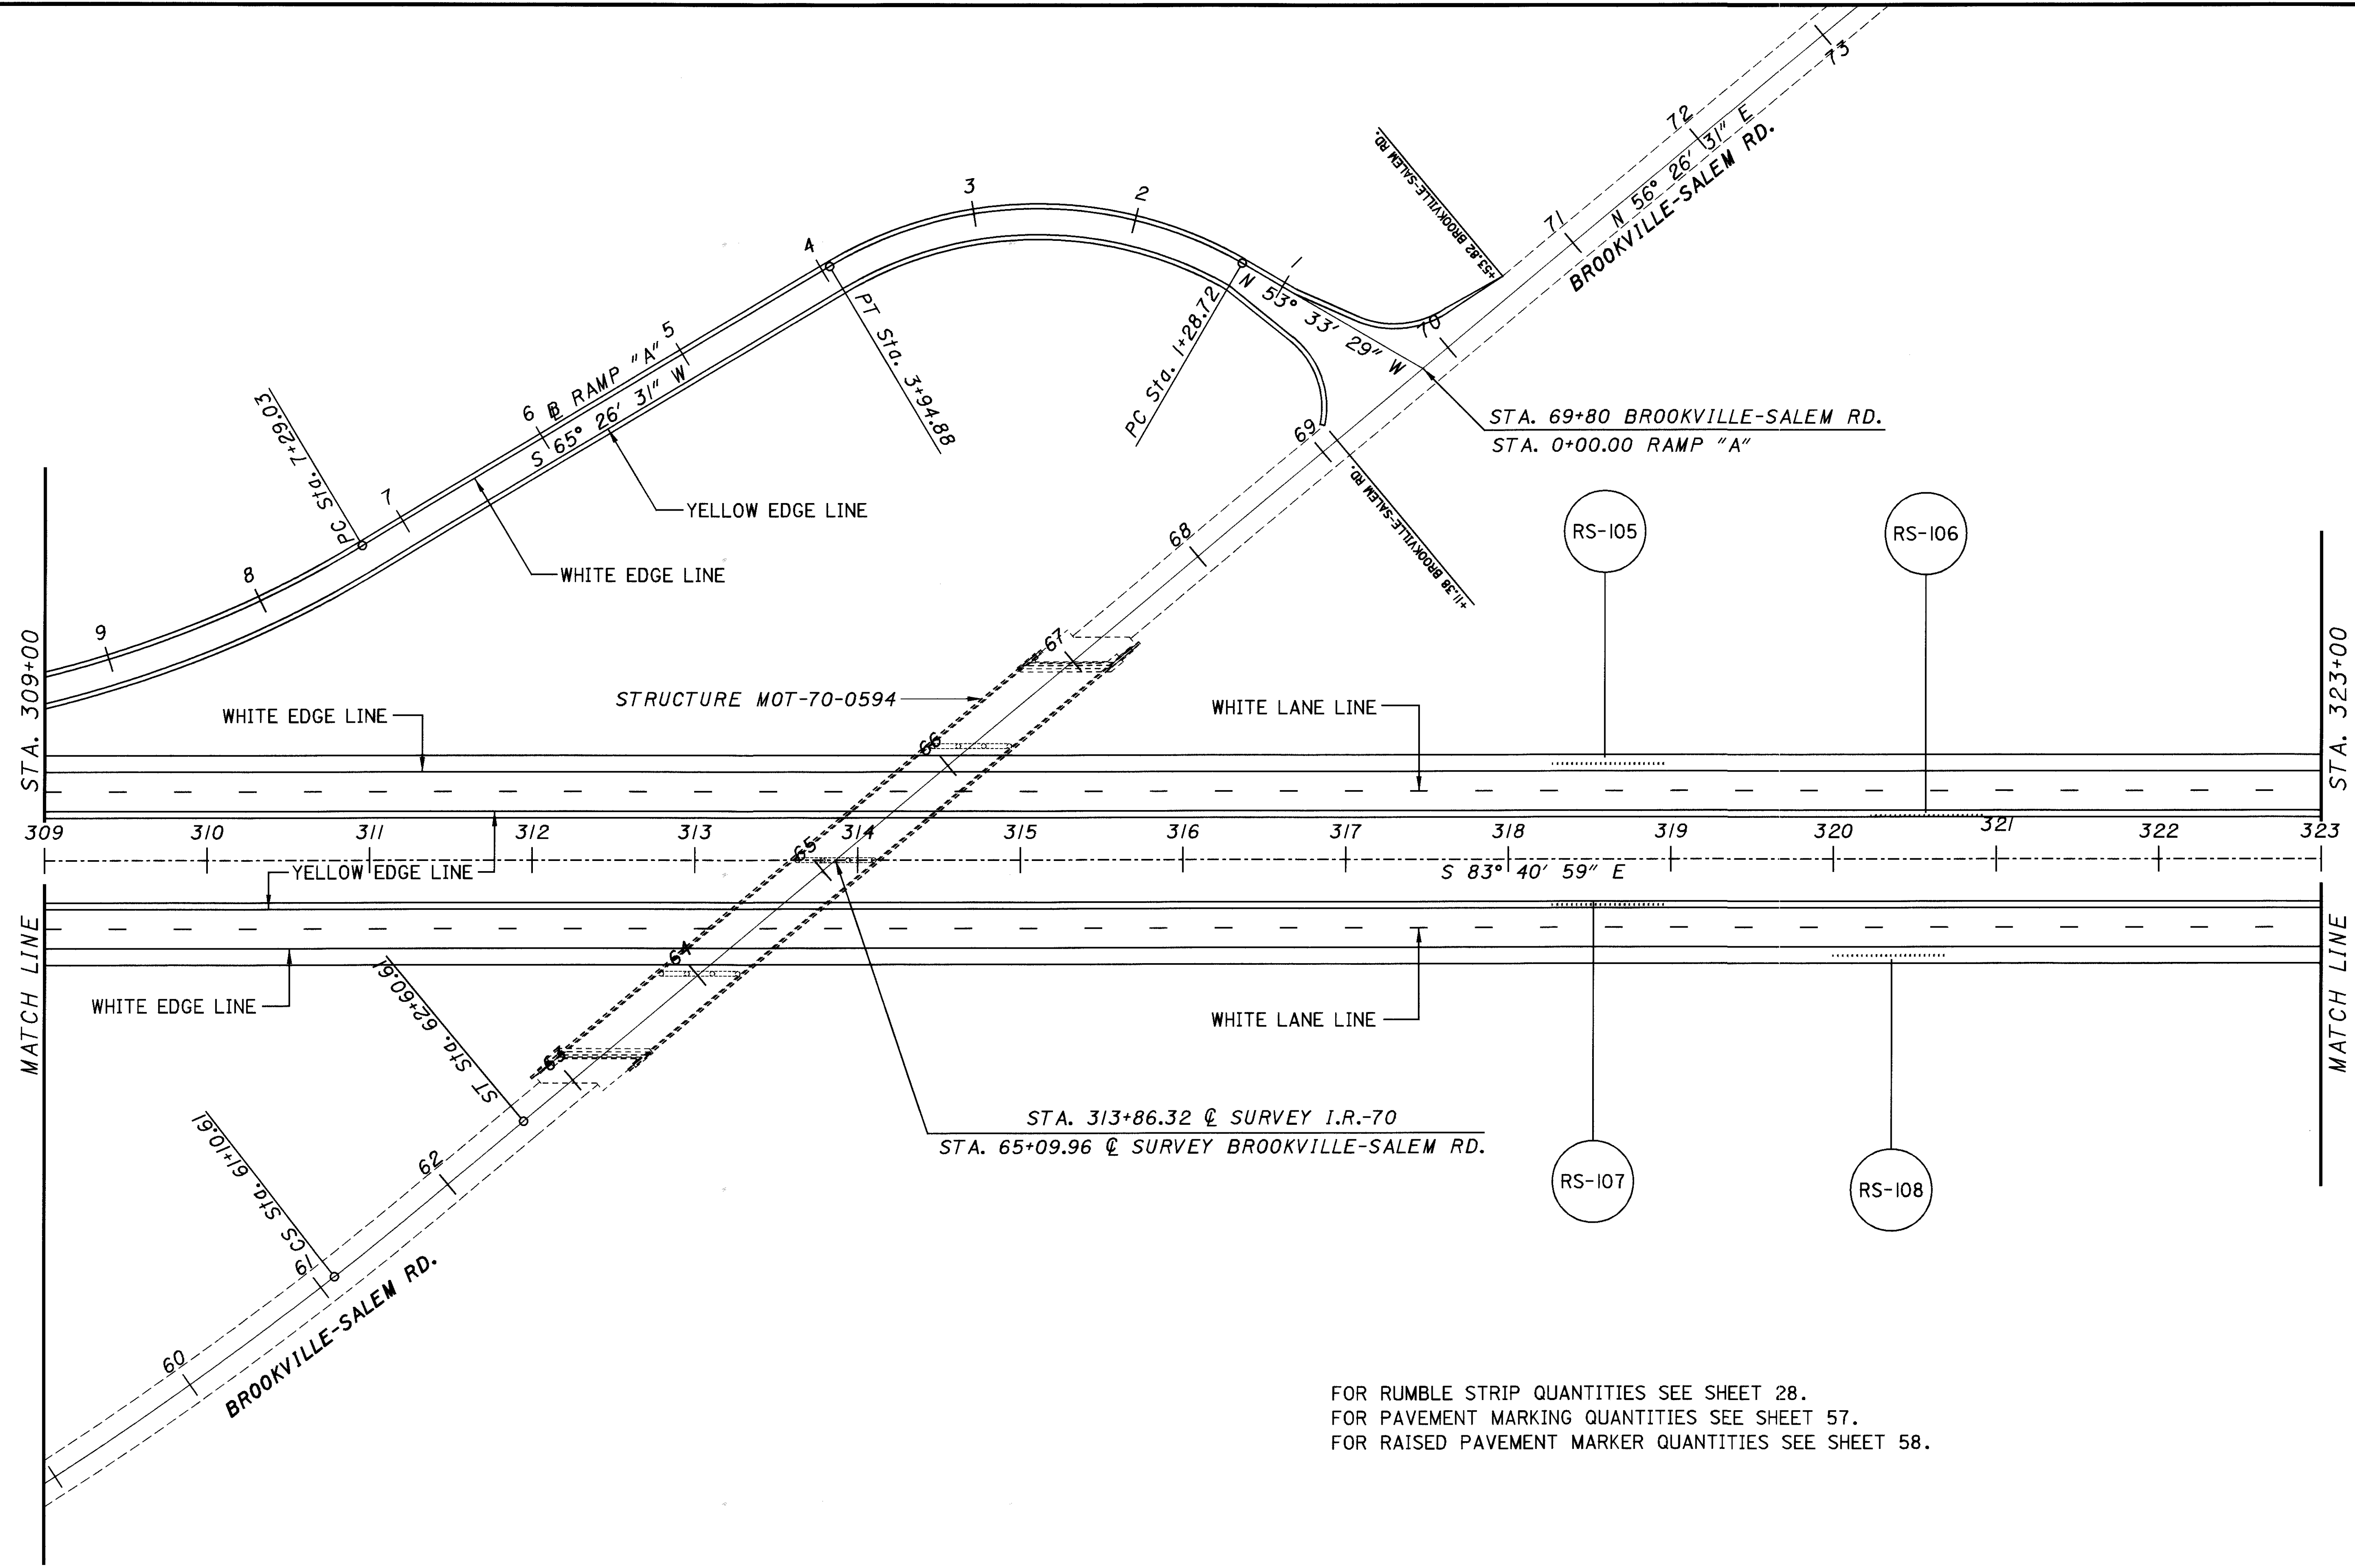 73
72
N 56° 26' 31" E
BROOKVILLE-SALEM RD.
71
+53.82 BROOKVILLE-SALEM RD.
70
3
2
1
4
N 53° 33' 29" W
PC Sta. 1+28.72
PT Sta. 3+94.88
5
℄ RAMP "A"
6
S 65° 26' 31" W
PC Sta. 7+29.03
7
8
9
69
STA. 69+80 BROOKVILLE-SALEM RD.
STA. 0+00.00 RAMP "A"
+11.38 BROOKVILLE-SALEM RD.
YELLOW EDGE LINE
WHITE EDGE LINE
68
RS-105
RS-106
67
STRUCTURE MOT-70-0594
WHITE EDGE LINE
WHITE LANE LINE
STA. 309+00
STA. 323+00
66
309 310 311 312 313 314 315 316 317 318 319 320 321 322 323
65
YELLOW EDGE LINE
S 83° 40' 59" E
MATCH LINE
MATCH LINE
64
WHITE EDGE LINE
WHITE LANE LINE
63
ST Sta. 62+60.61
STA. 313+86.32 ℄ SURVEY I.R.-70
STA. 65+09.96 ℄ SURVEY BROOKVILLE-SALEM RD.
RS-107
RS-108
62
CS Sta. 61+10.61
61
BROOKVILLE-SALEM RD.
60
FOR RUMBLE STRIP QUANTITIES SEE SHEET 28.
FOR PAVEMENT MARKING QUANTITIES SEE SHEET 57.
FOR RAISED PAVEMENT MARKER QUANTITIES SEE SHEET 58.